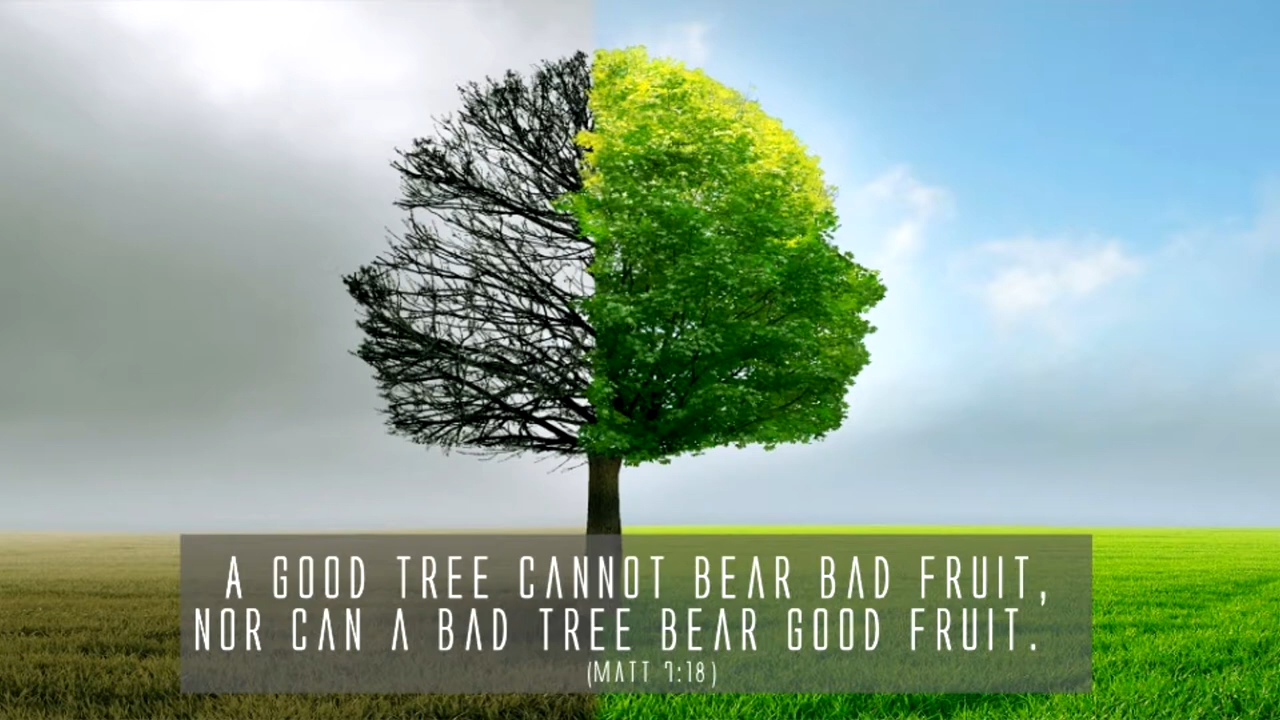 A GOOD TREE CANNOT BEAR BAD FRUIT,
NOR CAN A BAD TREE BEAR GOOD FRUIT.
(MATT 7:18)